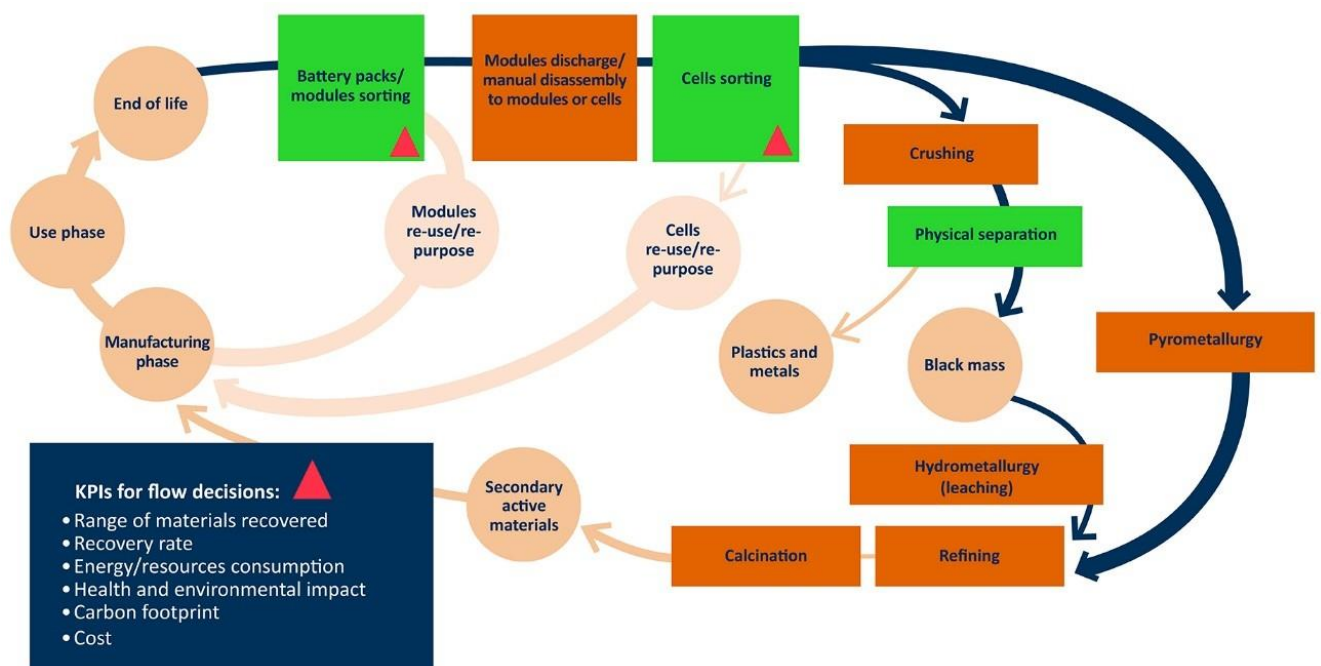 End of life
Battery packs/
modules sorting
Modules discharge/
manual disassembly
to modules or cells
Cells sorting
Crushing
Use phase
Modules
re-use/re-
purpose
Cells
re-use/re-
purpose
Physical separation
Manufacturing
phase
Plastics and
metals
Black mass
Pyrometallurgy
Hydrometallurgy
(leaching)
Secondary
active
materials
Calcination
Refining
KPIs for flow decisions:
• Range of materials recovered
• Recovery rate
• Energy/resources consumption
• Health and environmental impact
• Carbon footprint
• Cost